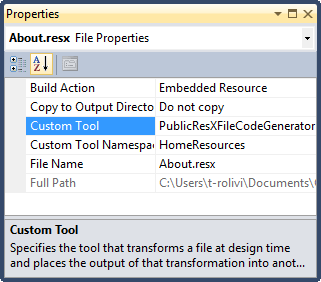 Properties
About.resx File Properties
A
Z
Build Action Embedded Resource
Copy to Output Directo Do not copy
Custom Tool PublicResXFileCodeGenerator
Custom Tool Namespac HomeResources
File Name About.resx
Full Path C:\Users\t-rolivi\Documents\
Custom Tool
Specifies the tool that transforms a file at design time
and places the output of that transformation into anot...